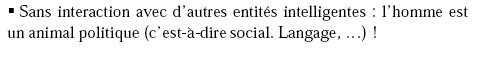 ▪ Sans interaction avec d’autres entités intelligentes : l’homme est
un animal politique (c’est-à-dire social. Langage, …) !